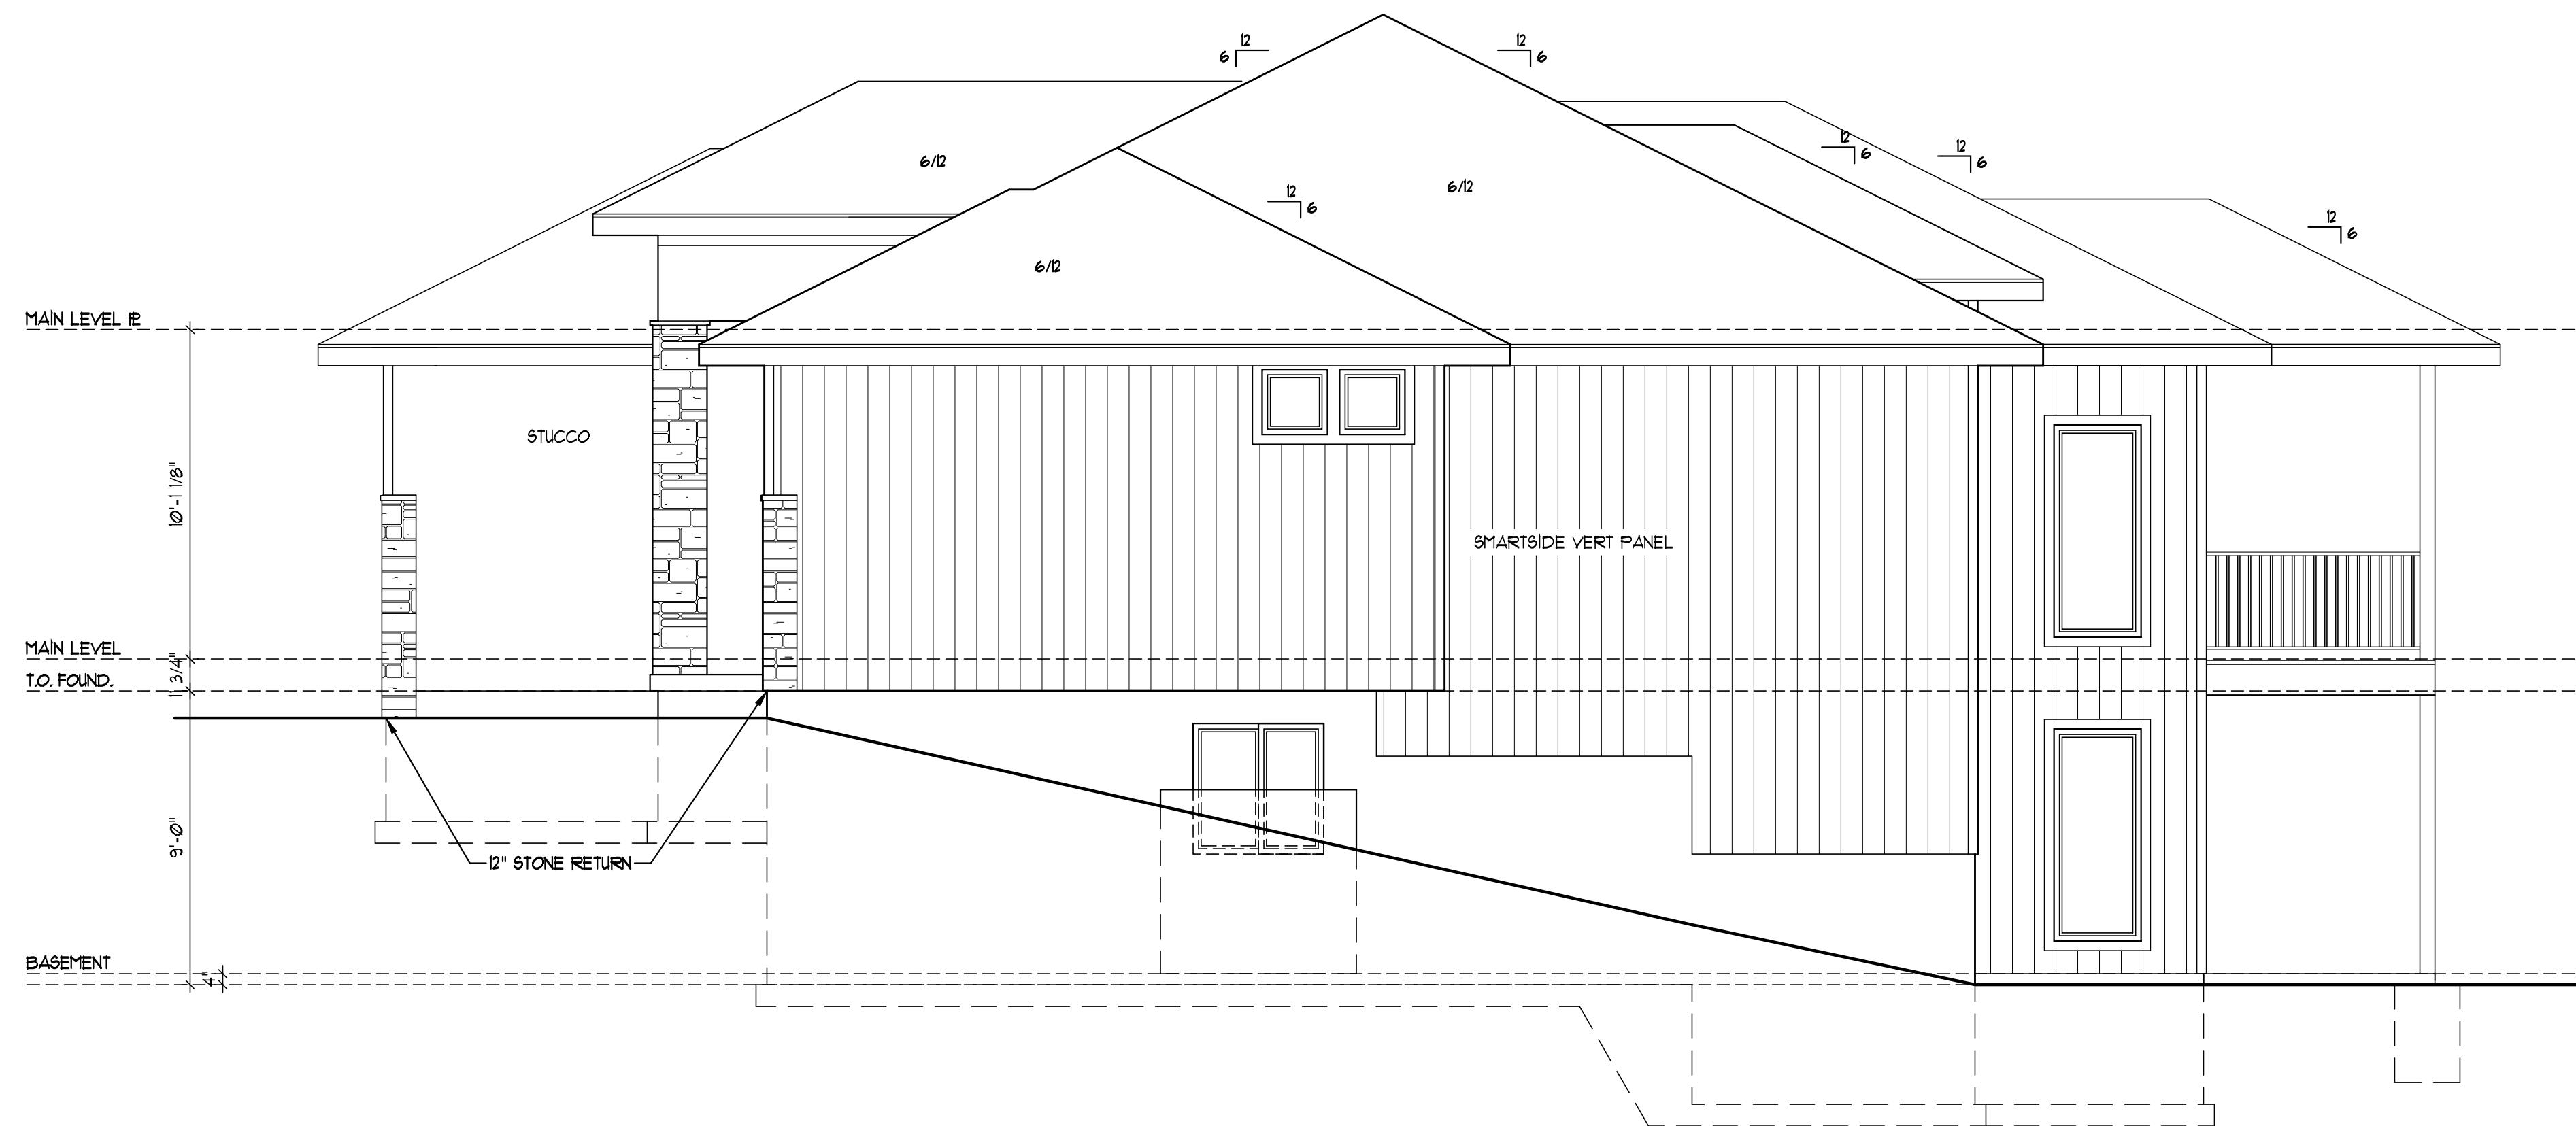 12
6
12
6
12
6
12
6
6/12
6/12
12
6
12
6
6/12
MAIN LEVEL PL
STUCCO
10'-1 1/8"
SMARTSIDE VERT PANEL
MAIN LEVEL
11 3/4"
T.O. FOUND.
9'-0"
12" STONE RETURN
BASEMENT
4"